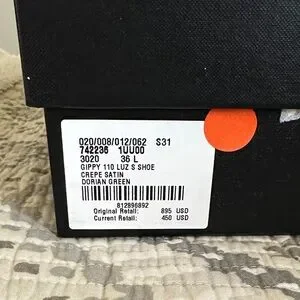 020/008/012/062 S31
742236 1UU00
3020 36 L
GIPPY 110 LUZ S SHOE
CREPE SATIN
DORIAN GREEN
812896892
Original Retail: 895 USD
Current Retail: 450 USD